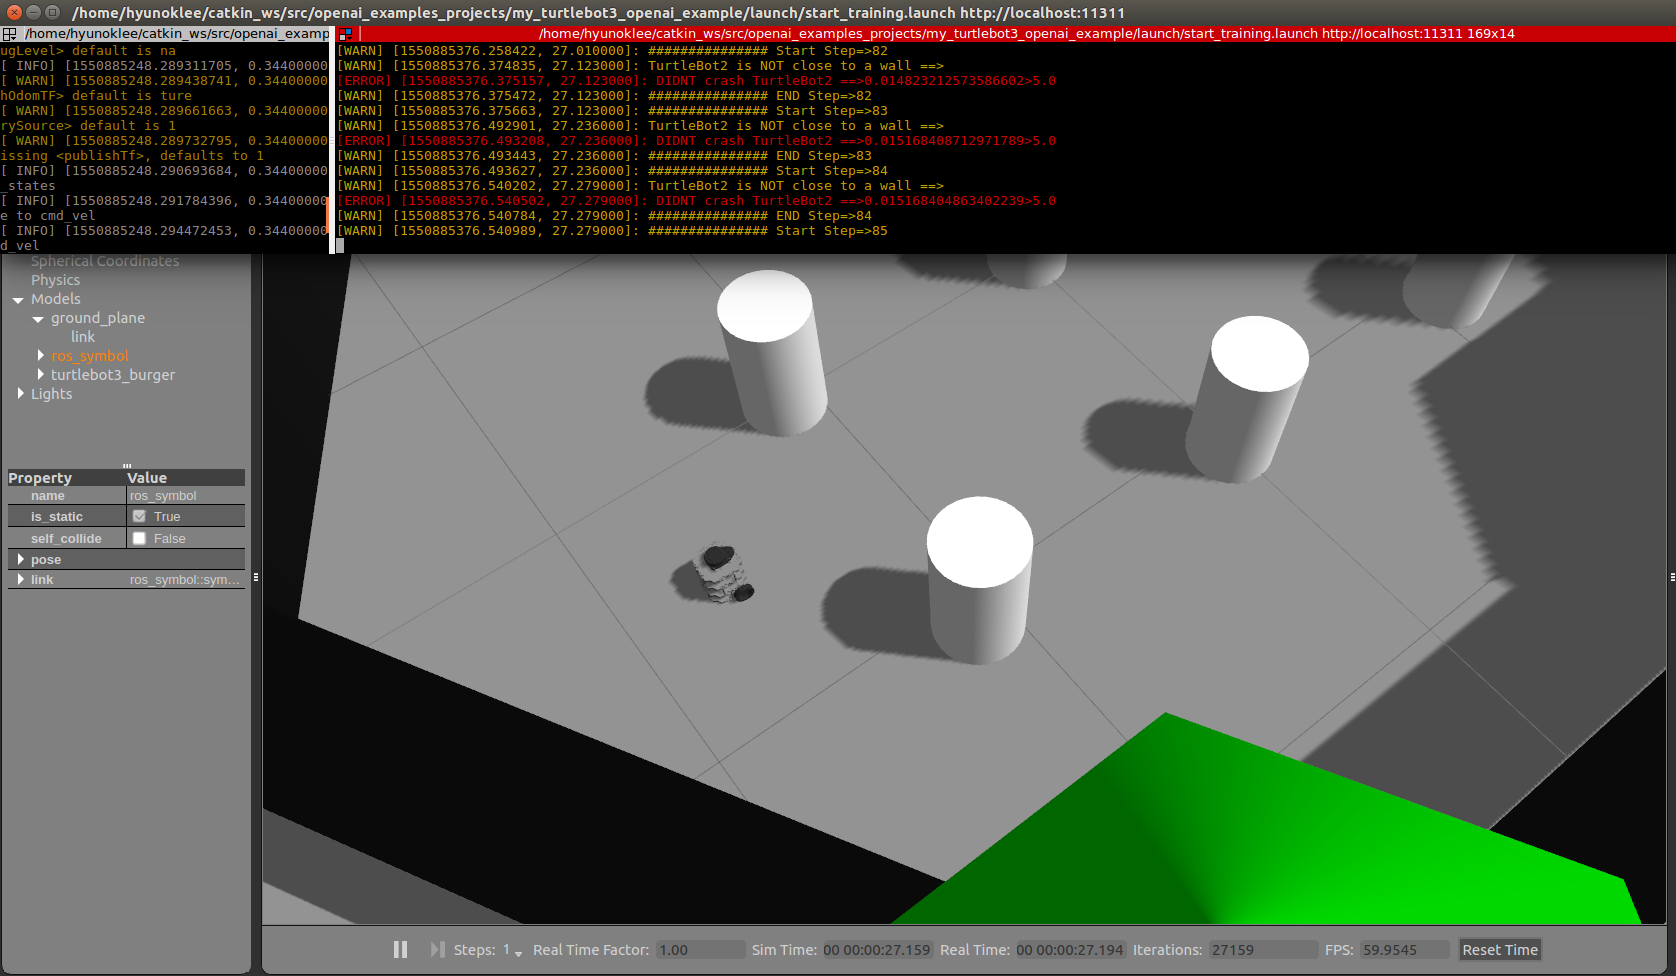 /home/hyunoklee/catkin_ws/src/openai_examples_projects/my_turtlebot3_openai_example/launch/start_training.launch http://localhost:11311
/home/hyunoklee/catkin_ws/src/openai_examp
ugLevel> default is na
[ INFO] [1550885248.289311705, 0.34400000
[ WARN] [1550885248.289438741, 0.34400000
hOdomTF> default is ture
[ WARN] [1550885248.289661663, 0.34400000
rySource> default is 1
[ WARN] [1550885248.289732795, 0.34400000
issing <publishTf>, defaults to 1
[ INFO] [1550885248.290693684, 0.34400000
_states
[ INFO] [1550885248.291784396, 0.34400000
e to cmd_vel
[ INFO] [1550885248.294472453, 0.34400000
d_vel
/home/hyunoklee/catkin_ws/src/openai_examples_projects/my_turtlebot3_openai_example/launch/start_training.launch http://localhost:11311 169x14
[WARN] [1550885376.258422, 27.010000]: ############### Start Step=>82
[WARN] [1550885376.374835, 27.123000]: TurtleBot2 is NOT close to a wall ==>
[ERROR] [1550885376.375157, 27.123000]: DIDNT crash TurtleBot2 ==>0.014823212573586602>5.0
[WARN] [1550885376.375472, 27.123000]: ############### END Step=>82
[WARN] [1550885376.375663, 27.123000]: ############### Start Step=>83
[WARN] [1550885376.492901, 27.236000]: TurtleBot2 is NOT close to a wall ==>
[ERROR] [1550885376.493208, 27.236000]: DIDNT crash TurtleBot2 ==>0.015168408712971789>5.0
[WARN] [1550885376.493443, 27.236000]: ############### END Step=>83
[WARN] [1550885376.493627, 27.236000]: ############### Start Step=>84
[WARN] [1550885376.540202, 27.279000]: TurtleBot2 is NOT close to a wall ==>
[ERROR] [1550885376.540502, 27.279000]: DIDNT crash TurtleBot2 ==>0.015168404863402239>5.0
[WARN] [1550885376.540784, 27.279000]: ############### END Step=>84
[WARN] [1550885376.540989, 27.279000]: ############### Start Step=>85
Spherical Coordinates
Physics
Models
ground_plane
link
ros_symbol
turtlebot3_burger
Lights
Property Value
name ros_symbol
is_static True
self_collide False
pose
link ros_symbol::sym...
Steps: 1 Real Time Factor: 1.00 Sim Time: 00 00:00:27.159 Real Time: 00 00:00:27.194 Iterations: 27159 FPS: 59.9545 Reset Time